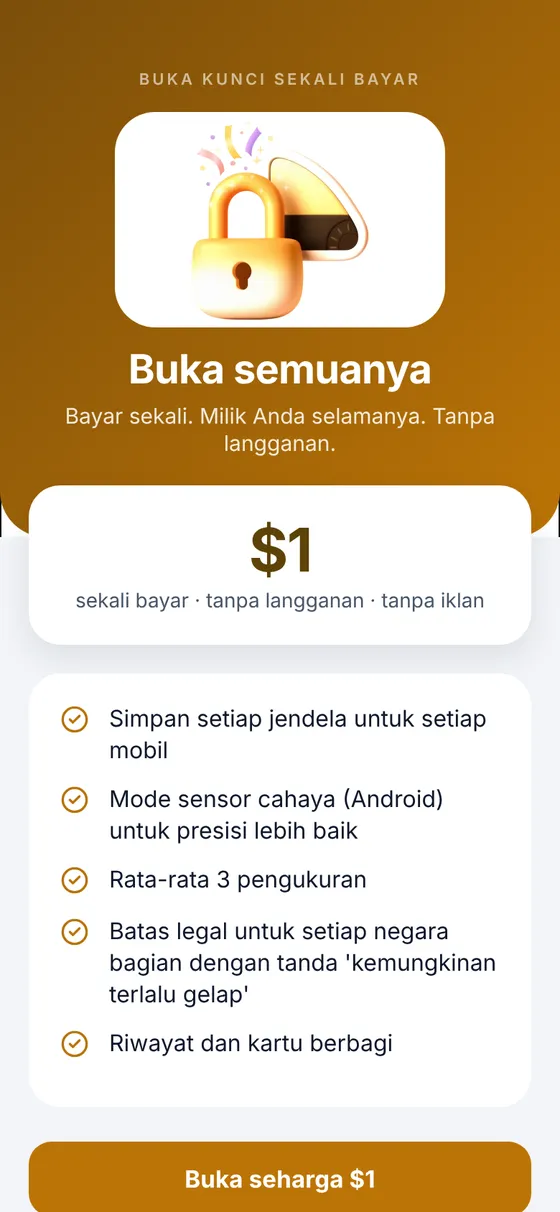 BUKA KUNCI SEKALI BAYAR
Buka semuanya
Bayar sekali. Milik Anda selamanya. Tanpa
langganan.
$1
sekali bayar · tanpa langganan · tanpa iklan
Simpan setiap jendela untuk setiap
mobil
Mode sensor cahaya (Android)
untuk presisi lebih baik
Rata-rata 3 pengukuran
Batas legal untuk setiap negara
bagian dengan tanda 'kemungkinan
terlalu gelap'
Riwayat dan kartu berbagi
Buka seharga $1